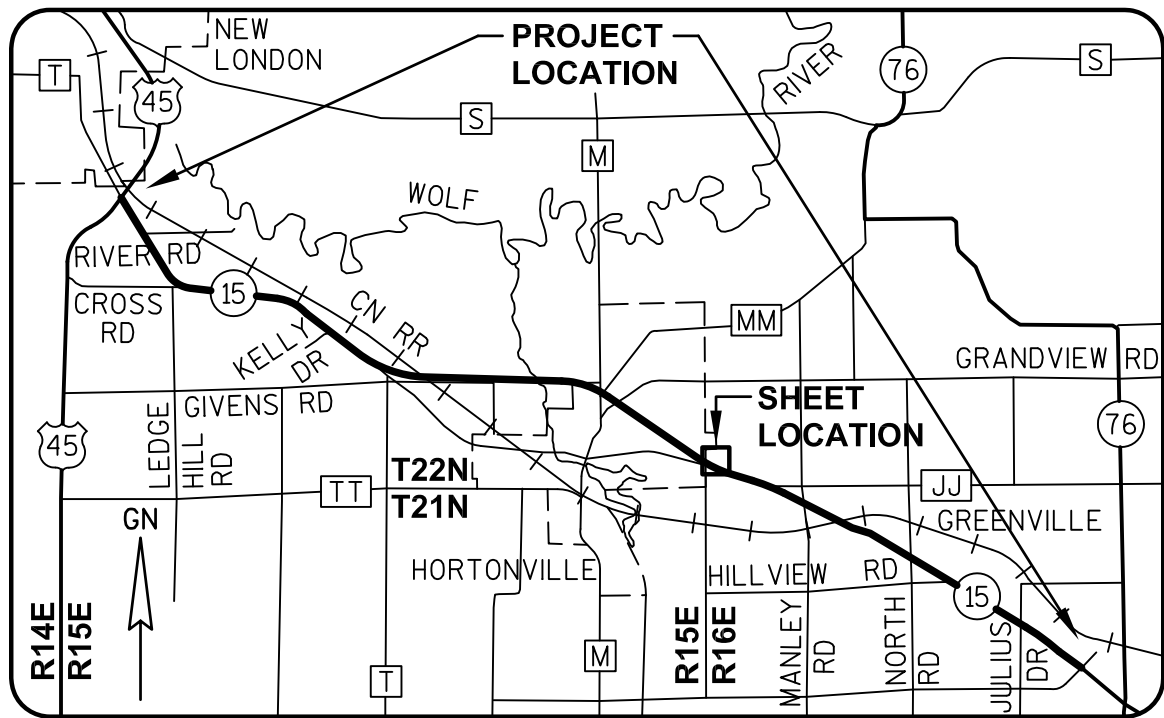 NEW
LONDON
PROJECT
LOCATION
RIVER
76
S
T
45
S
M
WOLF
RIVER RD
CROSS
RD
15
CN RR
KELLY
DR
MM
GRANDVIEW RD
GIVENS RD
SHEET
LOCATION
76
45
LEDGE
HILL
RD
T22N
TT
T21N
JJ
GN
GREENVILLE
HORTONVILLE
HILLVIEW RD
15
R14E
R15E
R15E
R16E
MANLEY
RD
NORTH
RD
JULIUS
DR
M
T